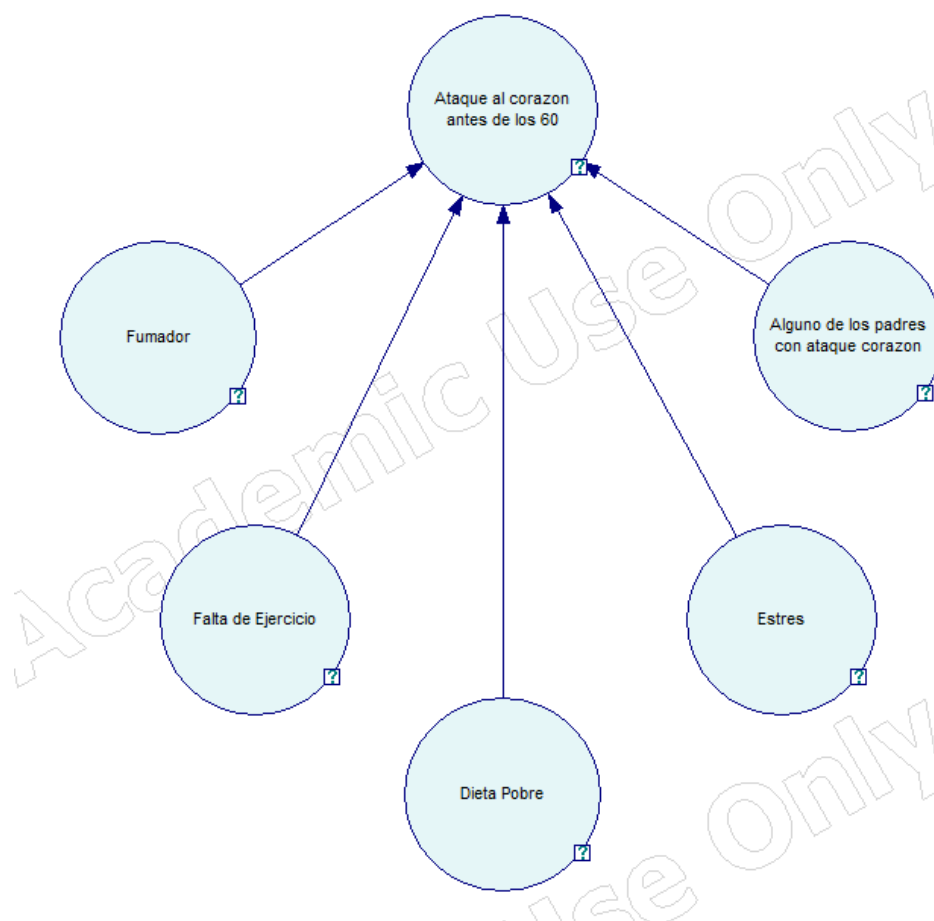 Ataque al corazon
antes de los 60
Fumador
?
?
Alguno de los padres
con ataque corazon
?
Falta de Ejercicio
?
Estres
?
Dieta Pobre
?
Academic Use Only
Use Only